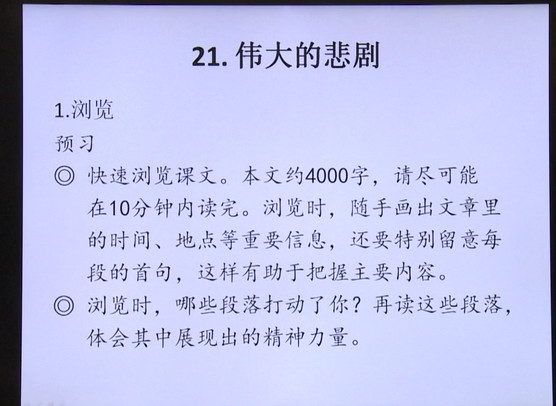 21. 伟大的悲剧
1.浏览
预习
◎ 快速浏览课文。本文约4000字，请尽可能
在10分钟内读完。浏览时，随手画出文章里
的时间、地点等重要信息，还要特别留意每
段的首句，这样有助于把握主要内容。
◎ 浏览时，哪些段落打动了你？再读这些段落，
体会其中展现出的精神力量。